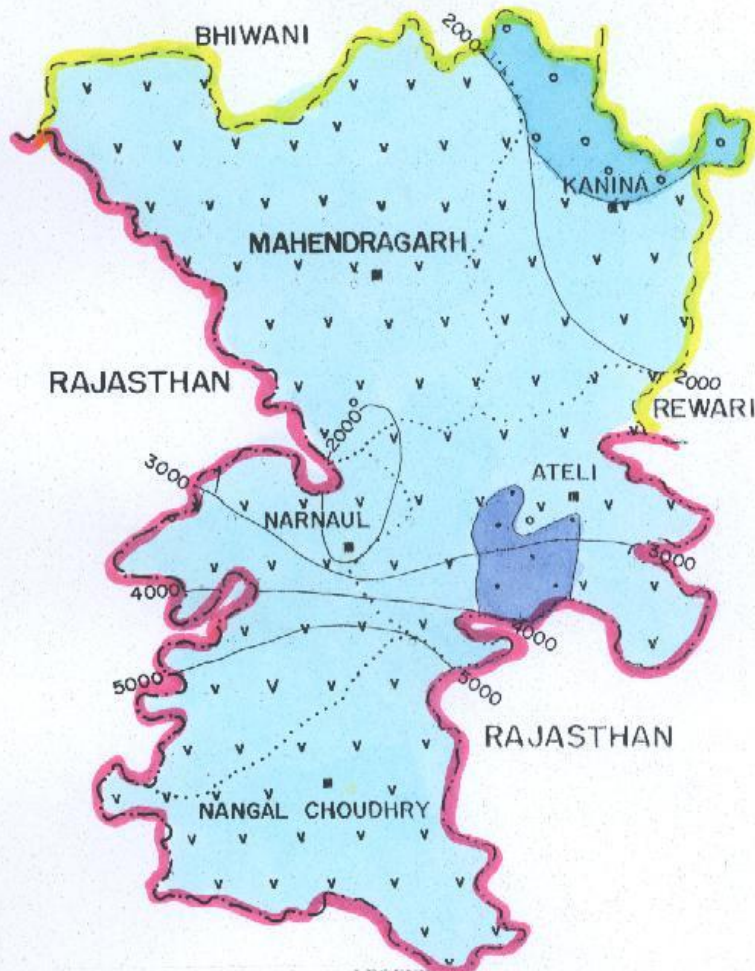 BHIWANI
2000
KANINA
MAHENDRAGARH
RAJASTHAN
2000
REWARI
2000
3000
ATELI
NARNAUL
3000
4000
4000
5000
5000
RAJASTHAN
NANGAL CHOUDHRY